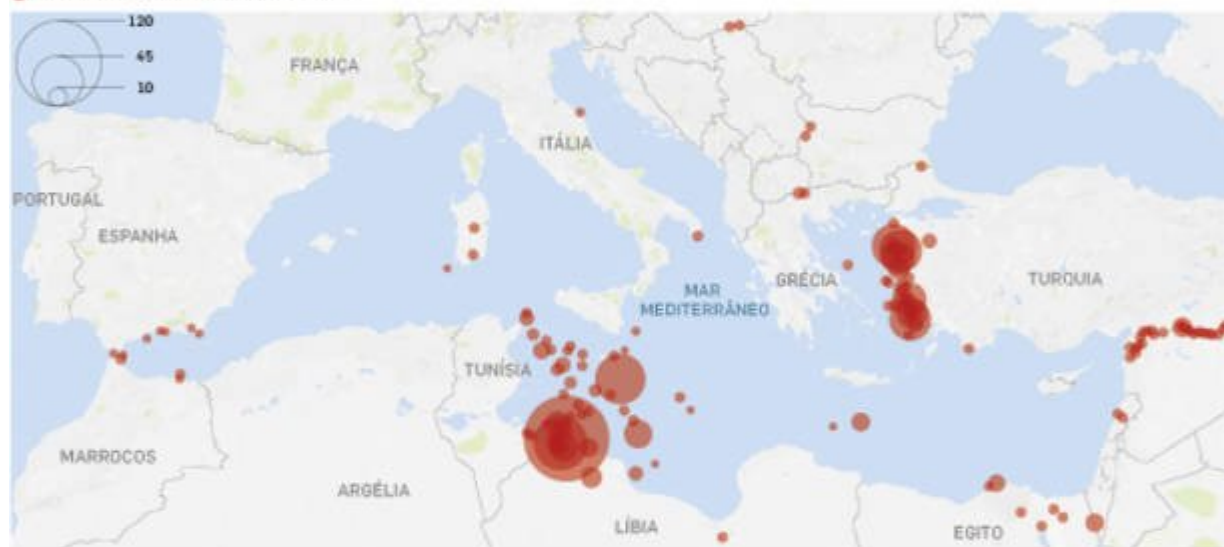 120
45
10
FRANÇA
ITÁLIA
PORTUGAL
ESPANHA
MAR
MEDITERRÂNEO
GRÉCIA
TURQUIA
TUNÍSIA
MARROCOS
ARGÉLIA
LÍBIA
EGITO